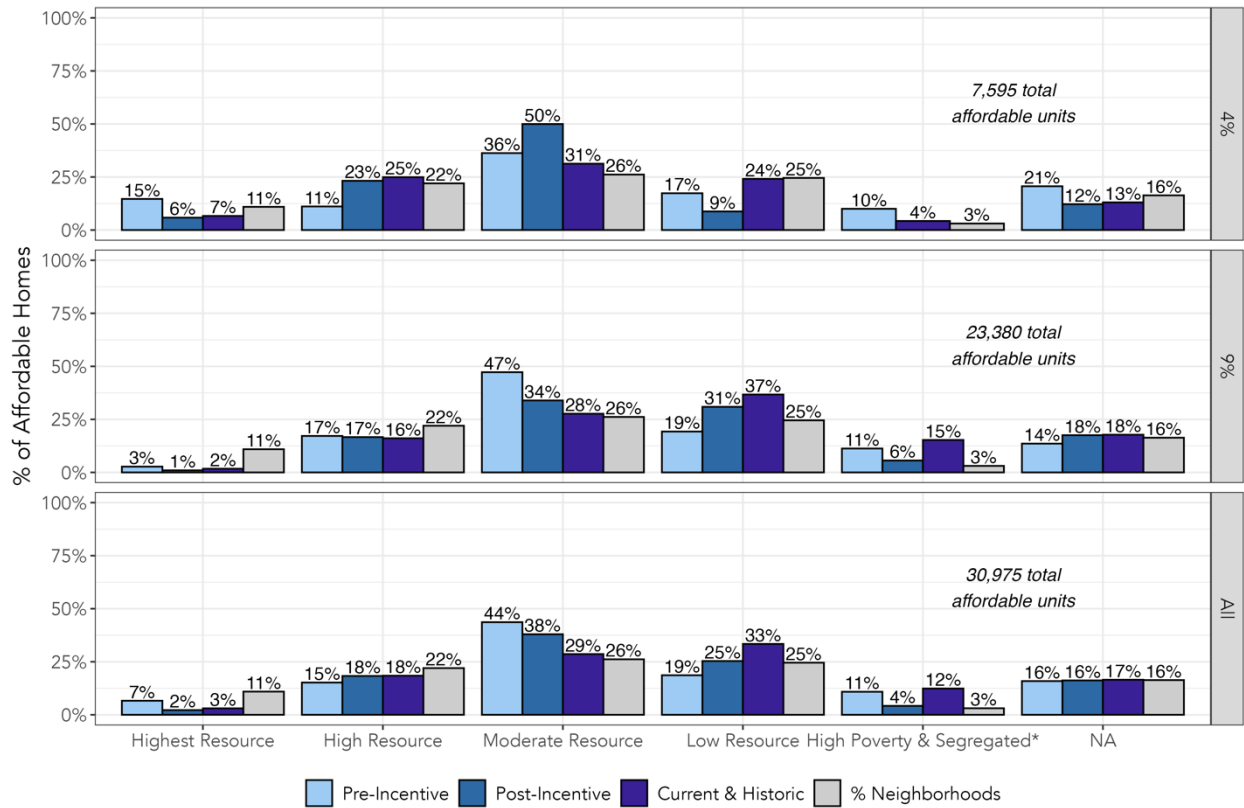 % of Affordable Homes
100%
75%
50%
25%
0%
7,595 total
affordable units
15% 6% 7% 11%
11% 23% 25% 22%
36% 50% 31% 26%
17% 9% 24% 25%
10% 4% 3%
21% 12% 13% 16%
4%
100%
75%
50%
25%
0%
23,380 total
affordable units
3% 1% 2% 11%
17% 17% 16% 22%
47% 34% 28% 26%
19% 31% 37% 25%
11% 6% 15% 3%
14% 18% 18% 16%
9%
100%
75%
50%
25%
0%
30,975 total
affordable units
7% 2% 3% 11%
15% 18% 18% 22%
44% 38% 29% 26%
19% 25% 33% 25%
11% 4% 12% 3%
16% 16% 17% 16%
All
Highest Resource High Resource Moderate Resource Low Resource High Poverty & Segregated* NA
Pre-Incentive Post-Incentive Current & Historic % Neighborhoods